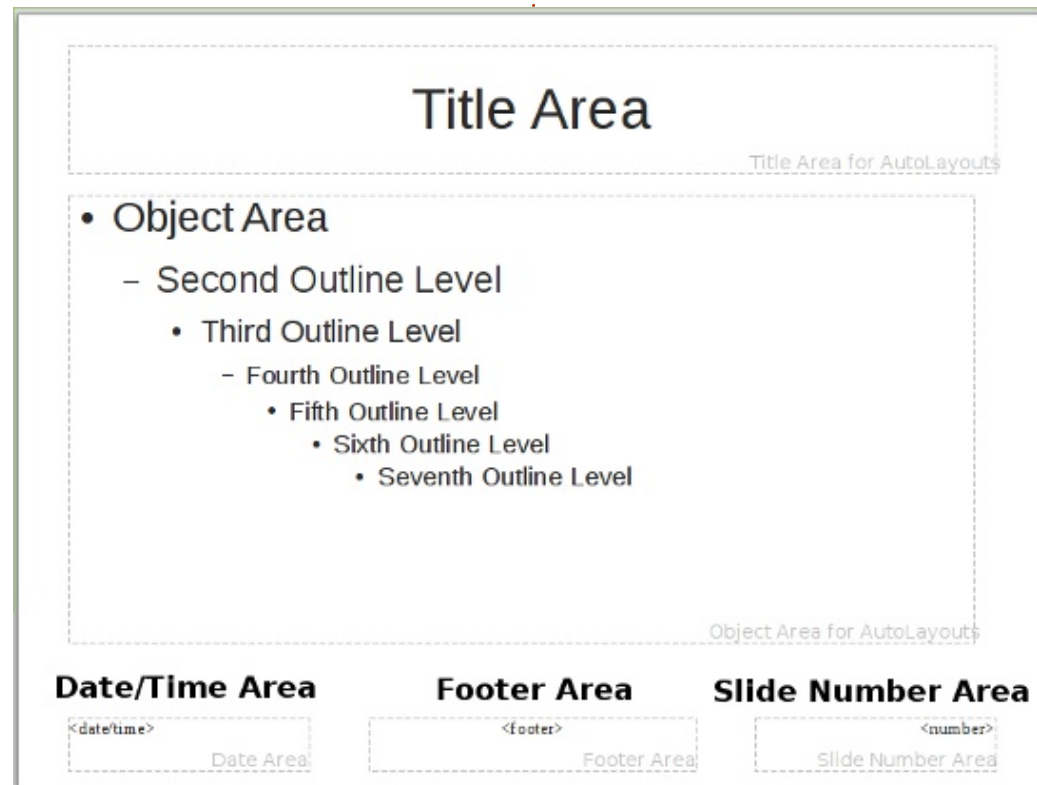 Title Area
Title Area for AutoLayouts
• Object Area
– Second Outline Level
• Third Outline Level
– Fourth Outline Level
• Fifth Outline Level
• Sixth Outline Level
• Seventh Outline Level
Object Area for AutoLayouts
Date/Time Area Footer Area Slide Number Area
<date/time> <footer> <number>
Date Area Footer Area Slide Number Area